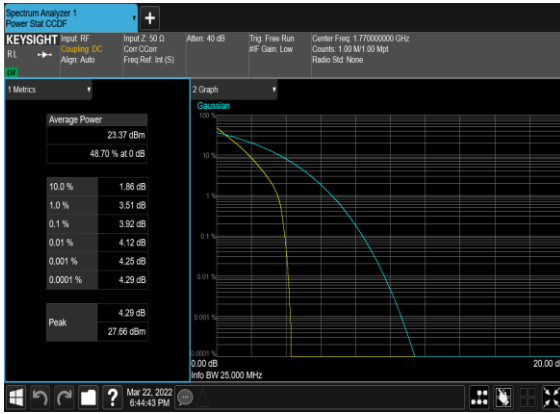 Spectrum Analyzer 1
Power Stat CCDF
KEYSIGHT
RL
Input: RF
Coupling: DC
Align: Auto
Input Z: 50 Ω
Corr CCorr
Freq Ref: Int (S)
Atten: 40 dB
Trig: Free Run
#IF Gain: Low
Center Freq: 1.770000000 GHz
Counts: 1.00 M/1.00 Mpt
Radio Std: None
1 Metrics
Average Power
23.37 dBm
48.70 % at 0 dB
10.0 % 1.86 dB
1.0 % 3.51 dB
0.1 % 3.92 dB
0.01 % 4.12 dB
0.001 % 4.25 dB
0.0001 % 4.29 dB
Peak
4.29 dB
27.66 dBm
2 Graph
Gaussian
100 %
10 %
1 %
0.1 %
0.01 %
0.001 %
0.0001 %
0.00 dB
20.00 d
Info BW 25.000 MHz
?
Mar 22, 2022
6:44:43 PM